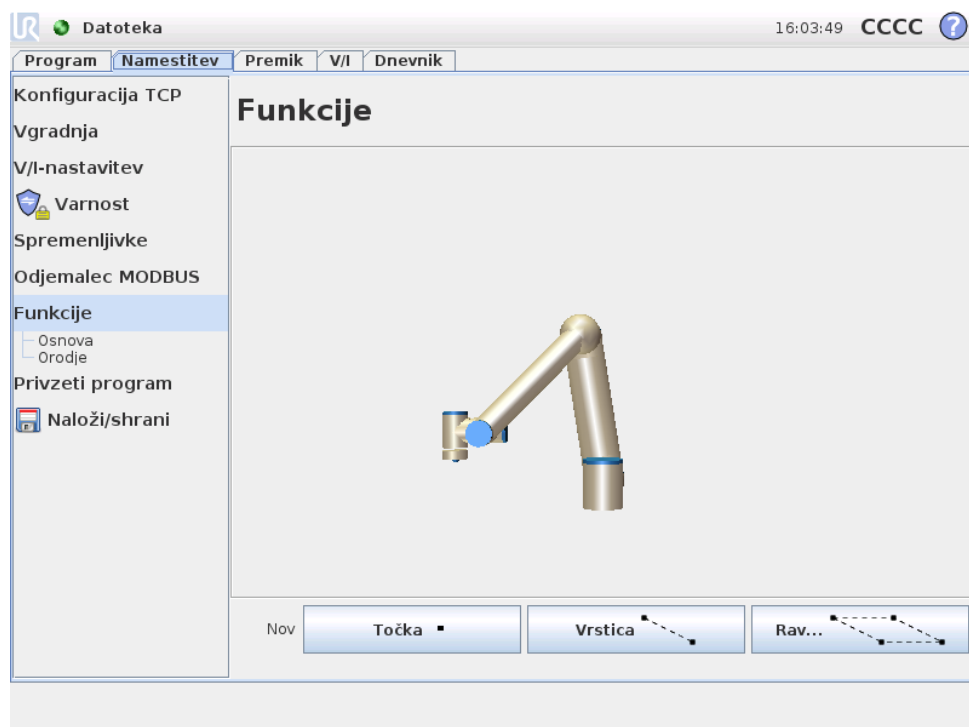 UR Datoteka 16:03:49 CCCC ?
Program Namestitev Premik V/I Dnevnik
Konfiguracija TCP
Funkcije
Vgradnja
V/I-nastavitev
Varnost
Spremenljivke
Odjemalec MODBUS
Funkcije
Osnova
Orodje
Privzeti program
Naloži/shrani
Nov Točka Vrstica Rav...